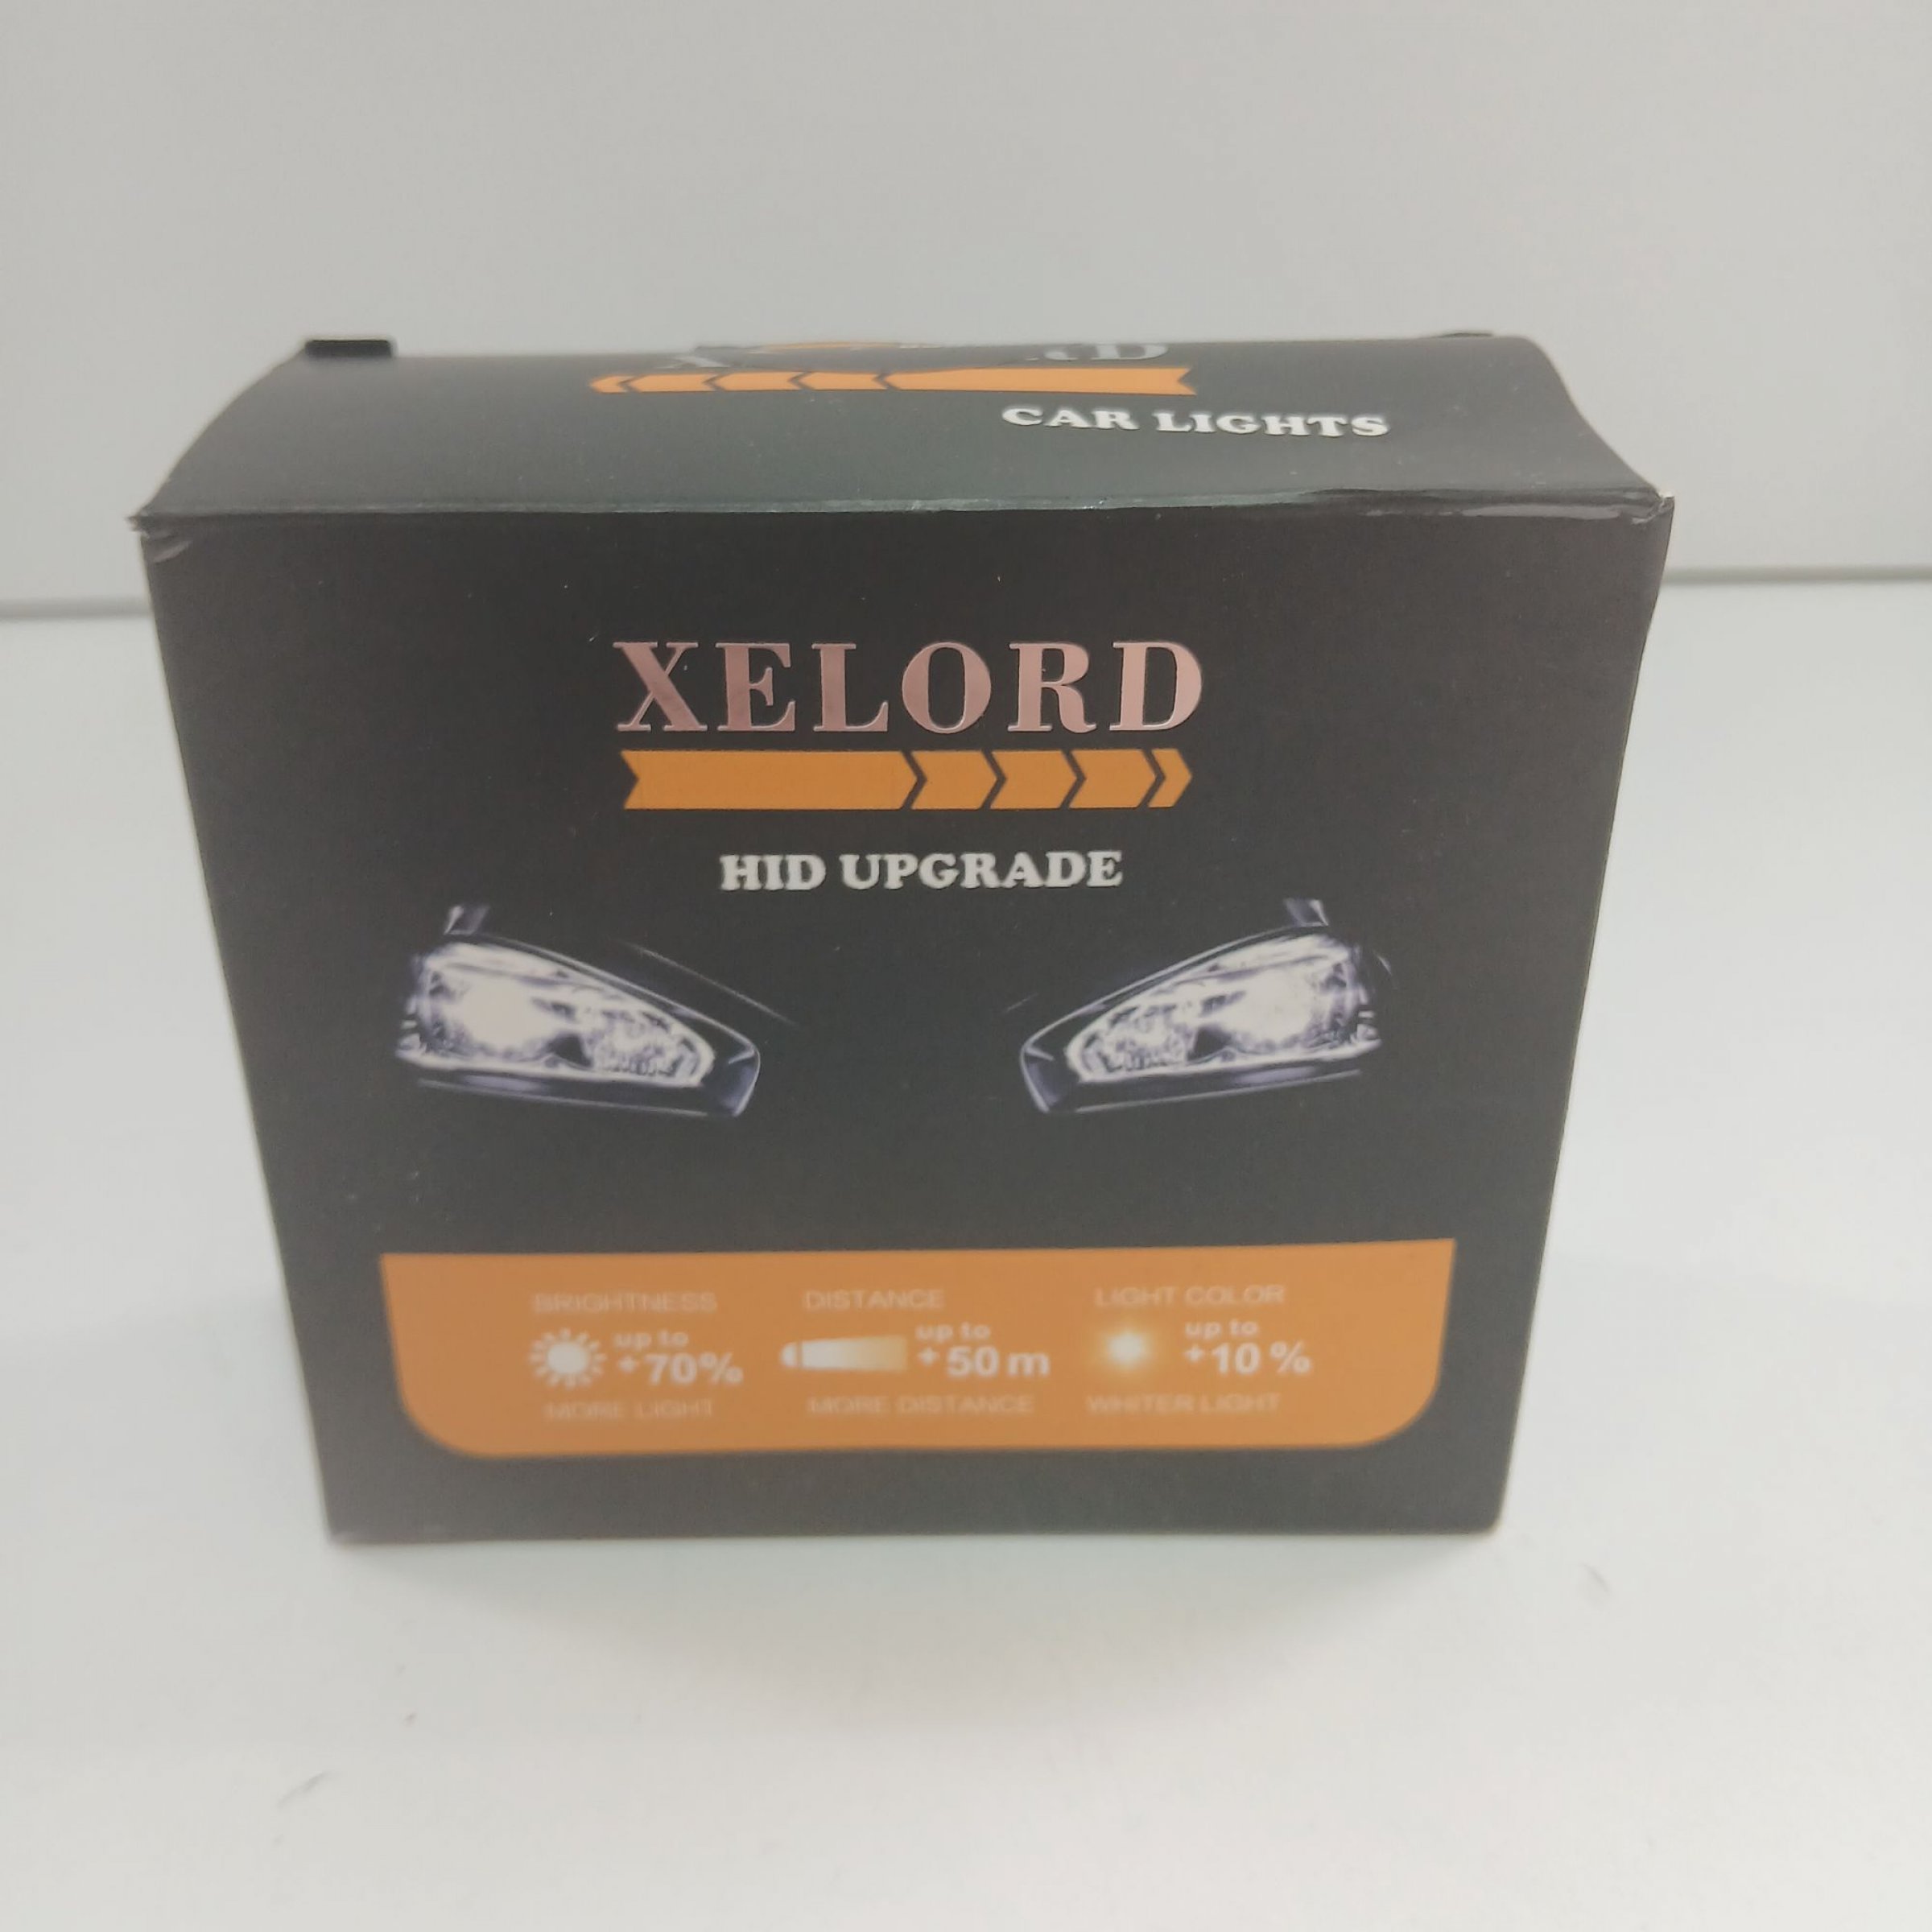 CAR LIGHTS
XELORD
HID UPGRADE
BRIGHTNESS
up to
+70%
MORE LIGHT
DISTANCE
up to
+50m
MORE DISTANCE
LIGHT COLOR
up to
+10%
WHITER LIGHT